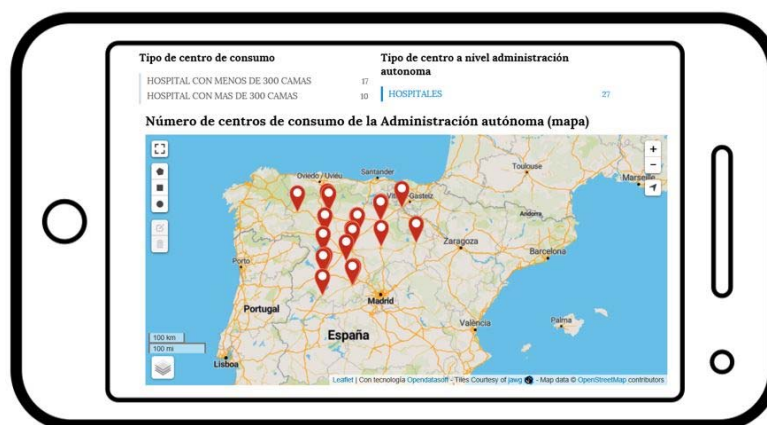 Tipo de centro de consumo
HOSPITAL CON MENOS DE 300 CAMAS 17
HOSPITAL CON MAS DE 300 CAMAS 10
Tipo de centro a nivel administración
autonoma
HOSPITALES 27
Número de centros de consumo de la Administración autónoma (mapa)
+
−
Toulouse
Santander
Oviedo / Uviéu
Marseille
Gasteiz
Andorra
Zaragoza
Barcelona
Porto
Madrid
Portugal
Palma
València
España
100 km
100 mi
Lisboa
Leaflet | Con tecnología Opendatasoft - Tiles Courtesy of jawg - Map data © OpenStreetMap contributors